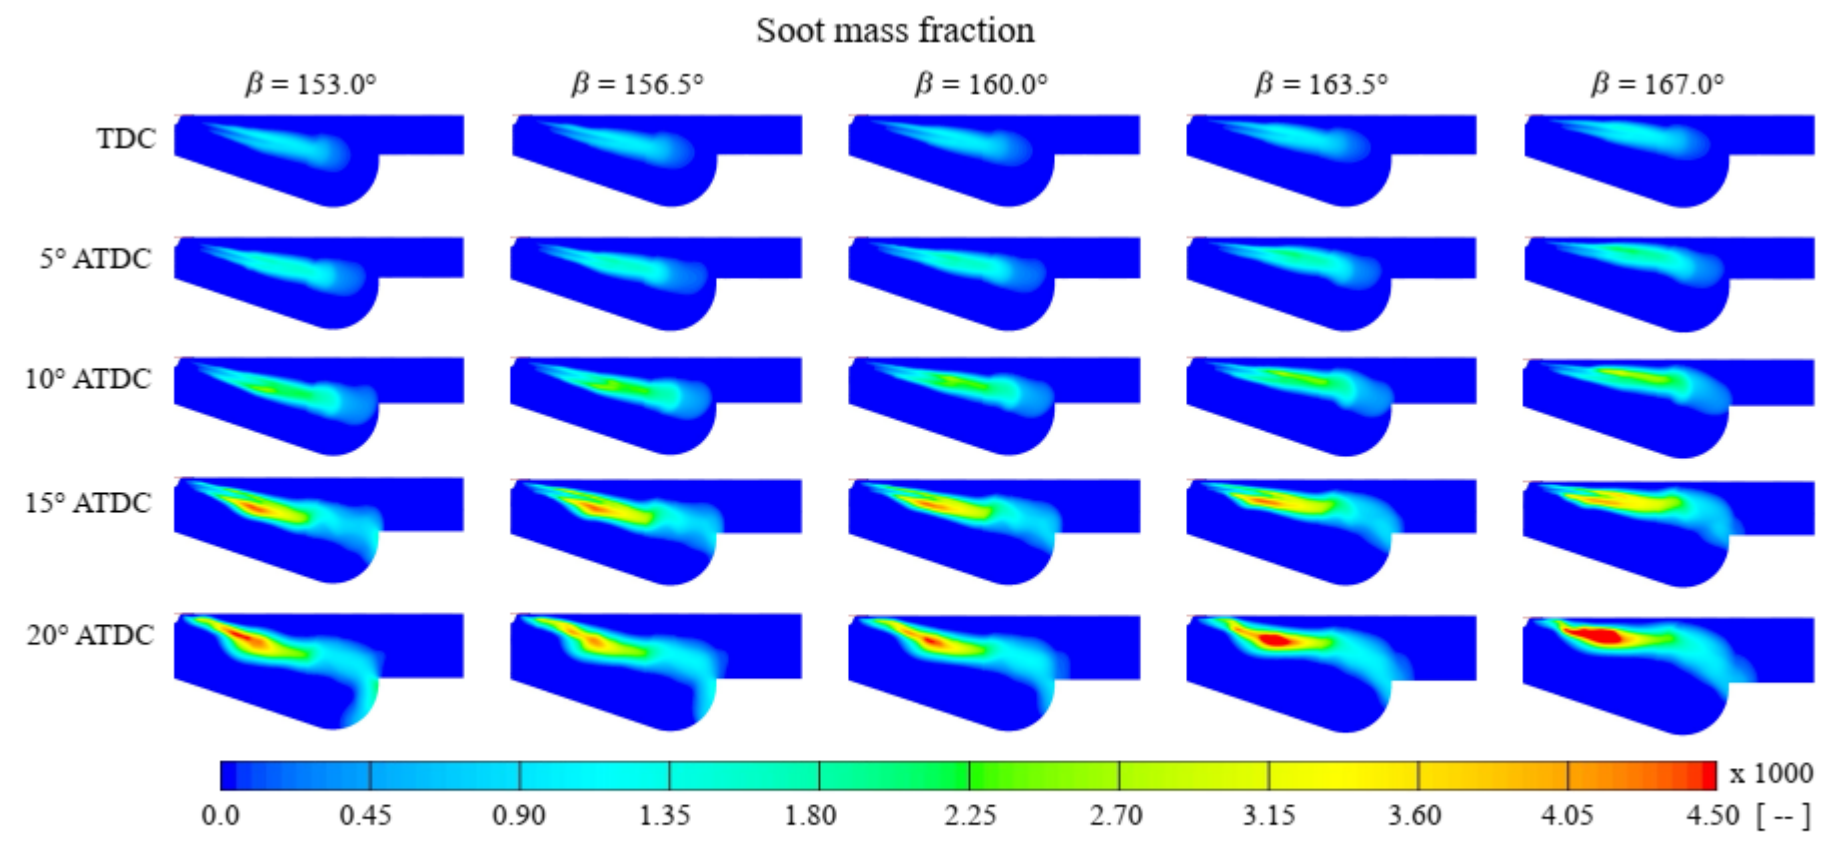 Soot mass fraction
β = 153.0° β = 156.5° β = 160.0° β = 163.5° β = 167.0°
TDC
5° ATDC
10° ATDC
15° ATDC
20° ATDC
x 1000
0.0 0.45 0.90 1.35 1.80 2.25 2.70 3.15 3.60 4.05 4.50 [ -- ]